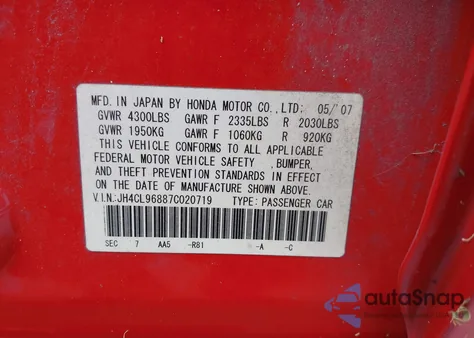 MFD. IN JAPAN BY HONDA MOTOR CO., LTD: 05/'07
GVWR 4300LBS GAWR F 2335LBS R 2030LBS
GVWR 1950KG GAWR F 1060KG R 920KG
THIS VEHICLE CONFORMS TO ALL APPLICABLE
FEDERAL MOTOR VEHICLE SAFETY , BUMPER,
AND THEFT PREVENTION STANDARDS IN EFFECT
ON THE DATE OF MANUFACTURE SHOWN ABOVE.
V.I.N.:JH4CL96887C020719 TYPE: PASSENGER CAR
SEC 7 AA5 -R81 -A -C
autaSnap